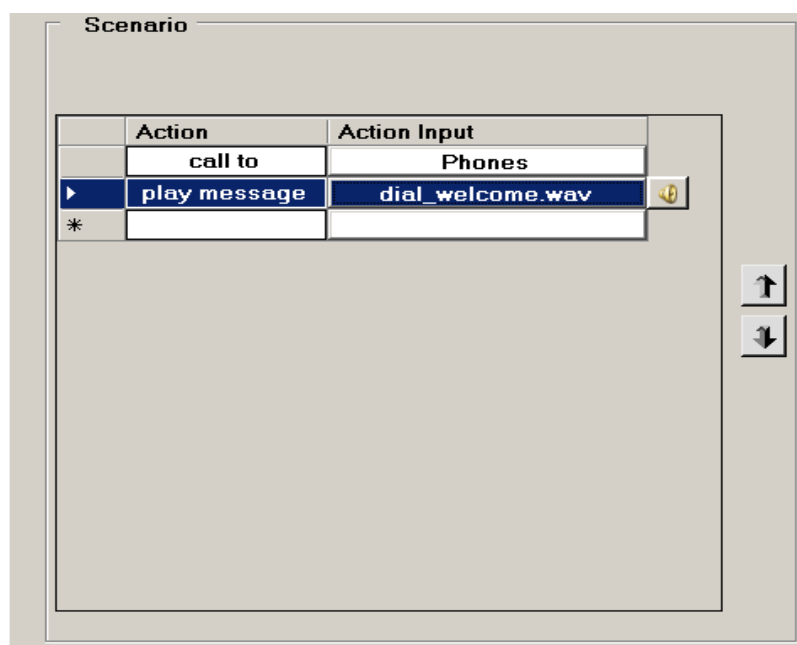 Scenario
Action Action Input
call to Phones
play message dial_welcome.wav
*